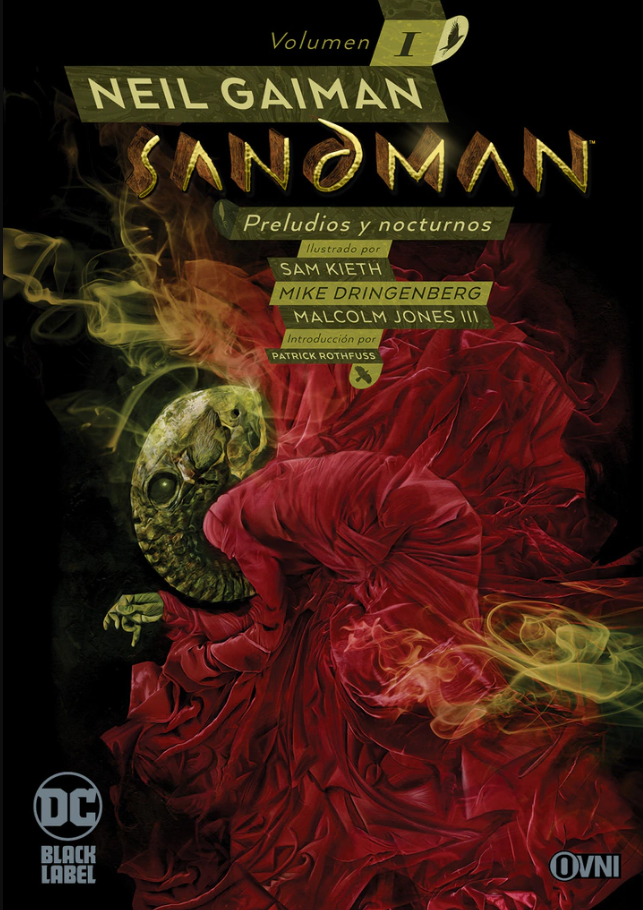 Volumen I
NEIL GAIMAN
SANDMAN™
Preludios y nocturnos
Ilustrado por
SAM KIETH
MIKE DRINGENBERG
MALCOLM JONES III
Introducción por
PATRICK ROTHFUSS
DC
BLACK
LABEL
OVNI